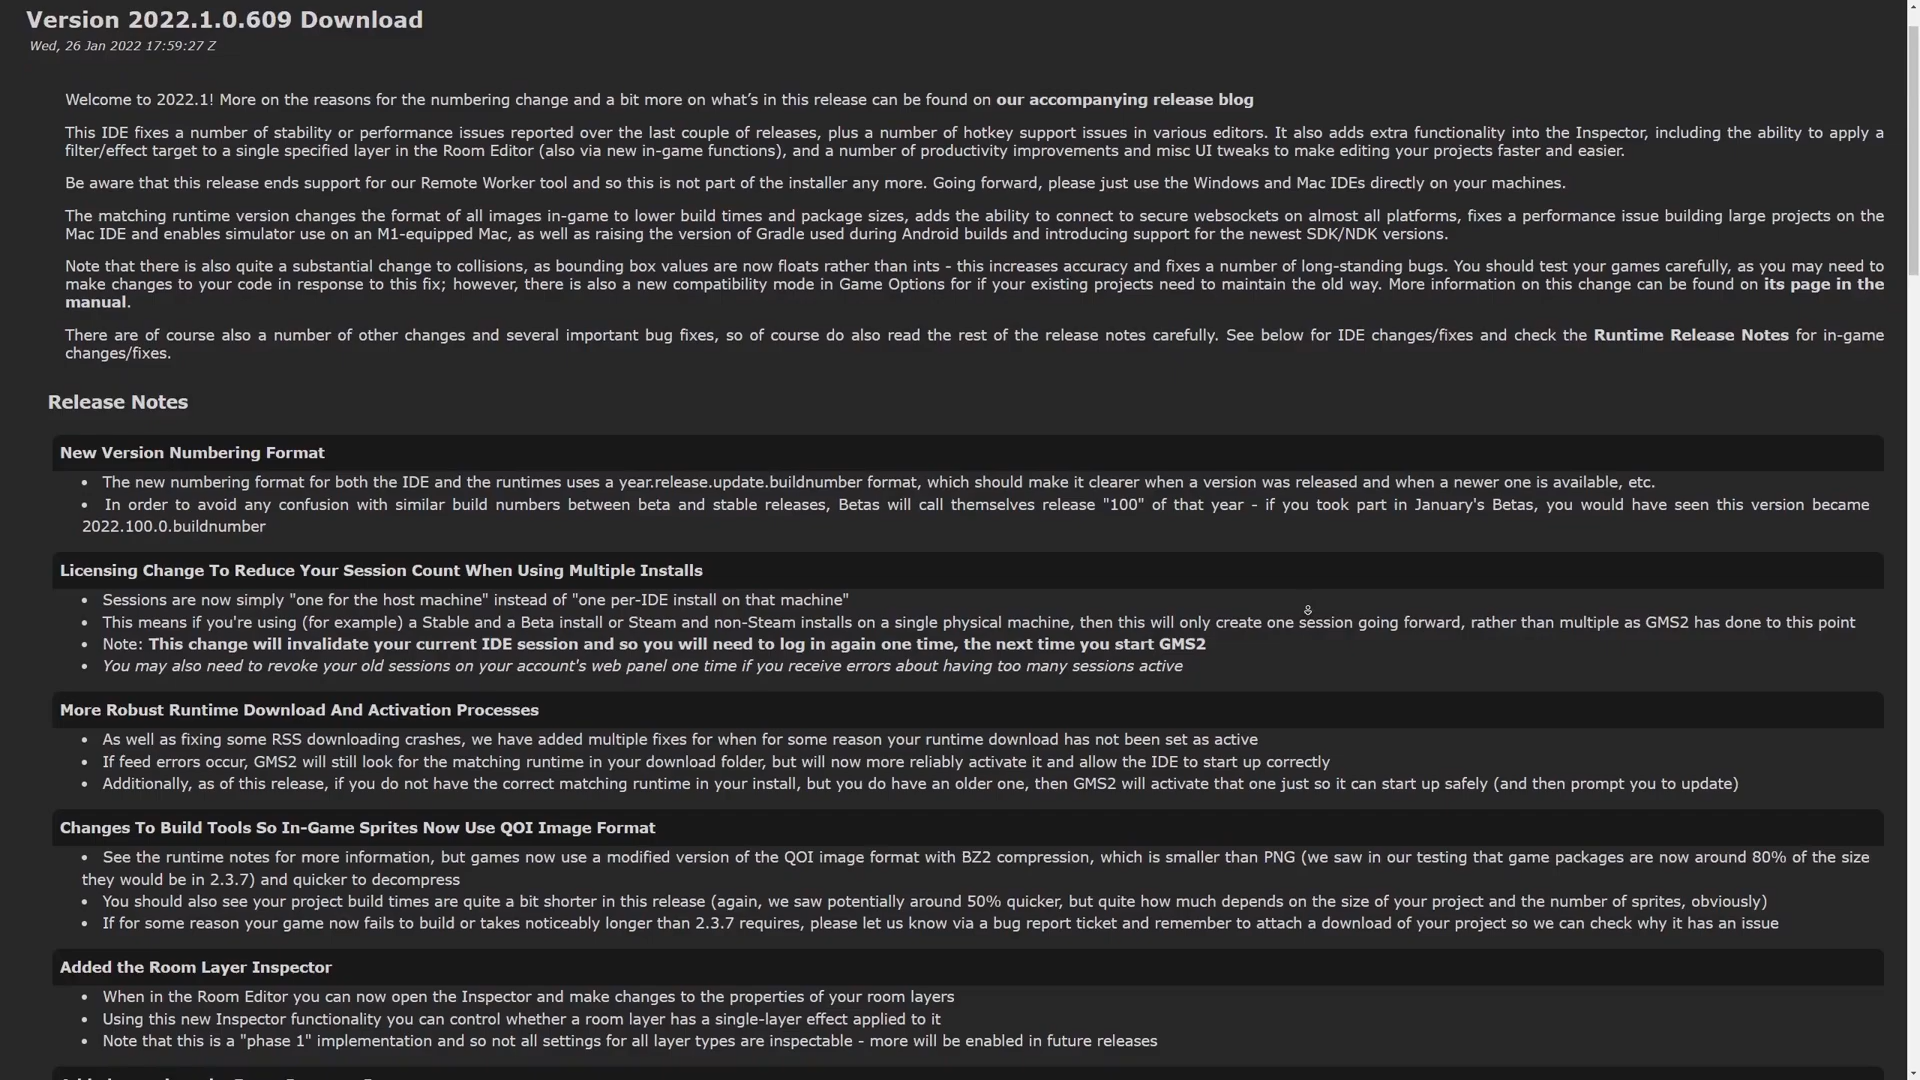 Version 2022.1.0.609 Download
Wed, 26 Jan 2022 17:59:27 Z
Welcome to 2022.1! More on the reasons for the numbering change and a bit more on what's in this release can be found on our accompanying release blog
This IDE fixes a number of stability or performance issues reported over the last couple of releases, plus a number of hotkey support issues in various editors. It also adds extra functionality into the Inspector, including the ability to apply a
filter/effect target to a single specified layer in the Room Editor (also via new in-game functions), and a number of productivity improvements and misc UI tweaks to make editing your projects faster and easier.
Be aware that this release ends support for our Remote Worker tool and so this is not part of the installer any more. Going forward, please just use the Windows and Mac IDEs directly on your machines.
The matching runtime version changes the format of all images in-game to lower build times and package sizes, adds the ability to connect to secure websockets on almost all platforms, fixes a performance issue building large projects on the
Mac IDE and enables simulator use on an M1-equipped Mac, as well as raising the version of Gradle used during Android builds and introducing support for the newest SDK/NDK versions.
Note that there is also quite a substantial change to collisions, as bounding box values are now floats rather than ints - this increases accuracy and fixes a number of long-standing bugs. You should test your games carefully, as you may need to
make changes to your code in response to this fix; however, there is also a new compatibility mode in Game Options for if your existing projects need to maintain the old way. More information on this change can be found on its page in the
manual.
There are of course also a number of other changes and several important bug fixes, so of course do also read the rest of the release notes carefully. See below for IDE changes/fixes and check the Runtime Release Notes for in-game
changes/fixes.
Release Notes
New Version Numbering Format
• The new numbering format for both the IDE and the runtimes uses a year.release.update.buildnumber format, which should make it clearer when a version was released and when a newer one is available, etc.
• In order to avoid any confusion with similar build numbers between beta and stable releases, Betas will call themselves release "100" of that year - if you took part in January's Betas, you would have seen this version became
2022.100.0.buildnumber
Licensing Change To Reduce Your Session Count When Using Multiple Installs
• Sessions are now simply "one for the host machine" instead of "one per-IDE install on that machine"
• This means if you're using (for example) a Stable and a Beta install or Steam and non-Steam installs on a single physical machine, then this will only create one session going forward, rather than multiple as GMS2 has done to this point
• Note: This change will invalidate your current IDE session and so you will need to log in again one time, the next time you start GMS2
• You may also need to revoke your old sessions on your account's web panel one time if you receive errors about having too many sessions active
More Robust Runtime Download And Activation Processes
• As well as fixing some RSS downloading crashes, we have added multiple fixes for when for some reason your runtime download has not been set as active
• If feed errors occur, GMS2 will still look for the matching runtime in your download folder, but will now more reliably activate it and allow the IDE to start up correctly
• Additionally, as of this release, if you do not have the correct matching runtime in your install, but you do have an older one, then GMS2 will activate that one just so it can start up safely (and then prompt you to update)
Changes To Build Tools So In-Game Sprites Now Use QOI Image Format
• See the runtime notes for more information, but games now use a modified version of the QOI image format with BZ2 compression, which is smaller than PNG (we saw in our testing that game packages are now around 80% of the size
they would be in 2.3.7) and quicker to decompress
• You should also see your project build times are quite a bit shorter in this release (again, we saw potentially around 50% quicker, but quite how much depends on the size of your project and the number of sprites, obviously)
• If for some reason your game now fails to build or takes noticeably longer than 2.3.7 requires, please let us know via a bug report ticket and remember to attach a download of your project so we can check why it has an issue
Added the Room Layer Inspector
• When in the Room Editor you can now open the Inspector and make changes to the properties of your room layers
• Using this new Inspector functionality you can control whether a room layer has a single-layer effect applied to it
• Note that this is a "phase 1" implementation and so not all settings for all layer types are inspectable - more will be enabled in future releases